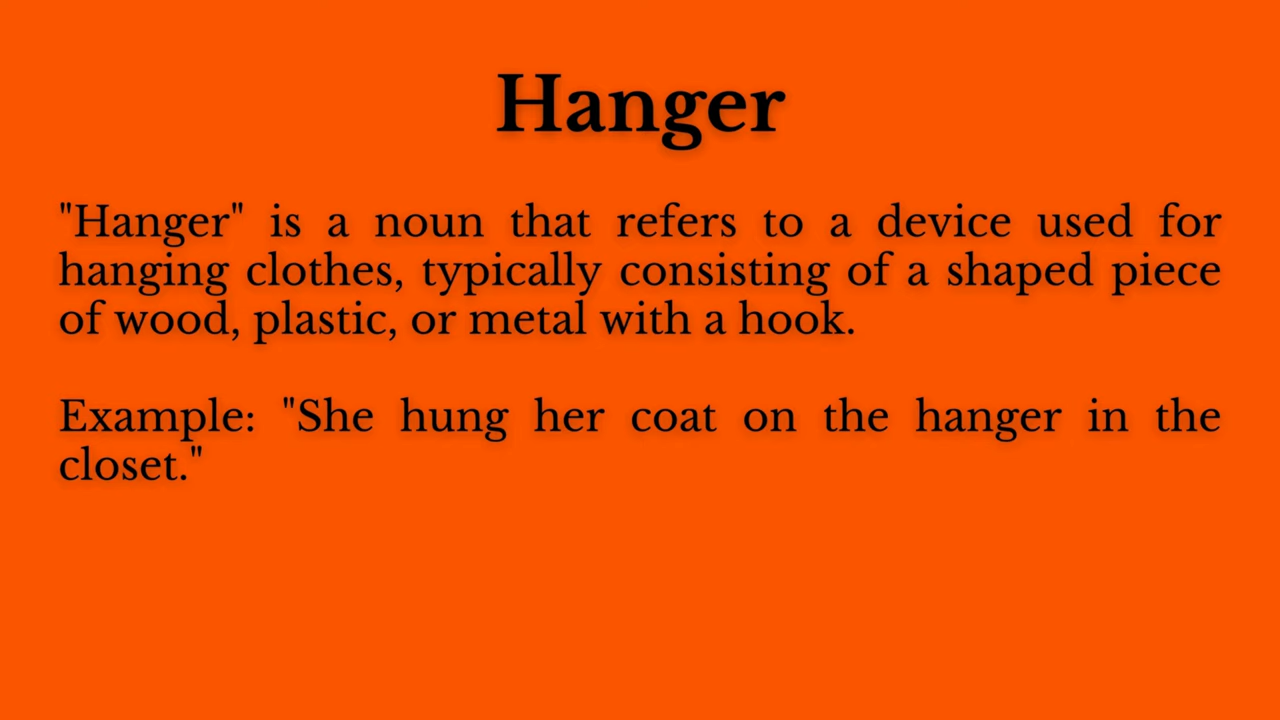 Hanger
"Hanger" is a noun that refers to a device used for
hanging clothes, typically consisting of a shaped piece
of wood, plastic, or metal with a hook.
Example: "She hung her coat on the hanger in the
closet."